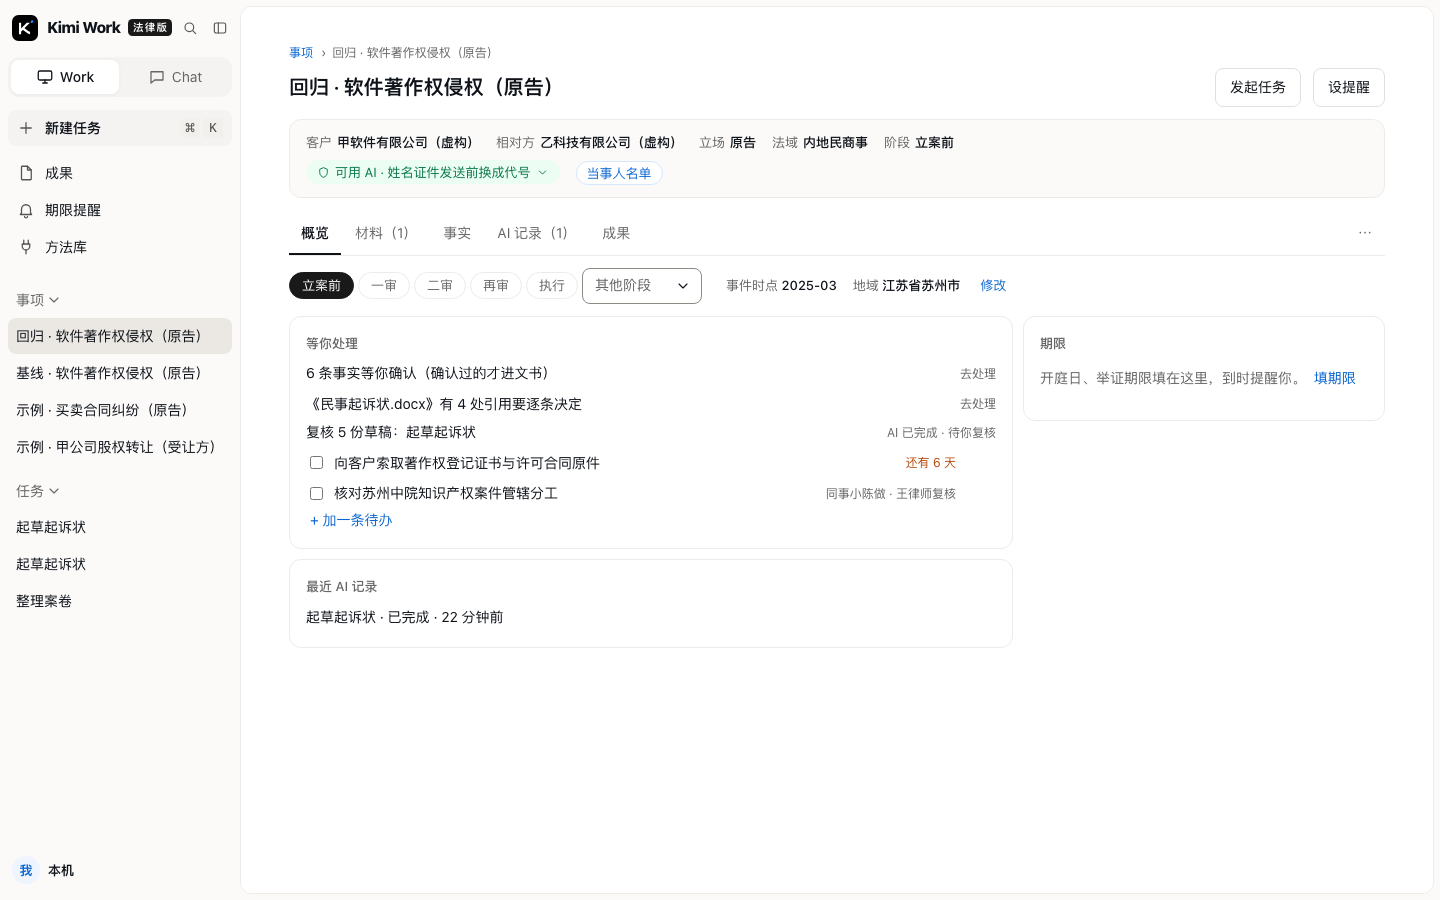 Kimi Work 法律版
Work Chat
新建任务 ⌘ K
成果
期限提醒
方法库
事项
回归 · 软件著作权侵权（原告）
基线 · 软件著作权侵权（原告）
示例 · 买卖合同纠纷（原告）
示例 · 甲公司股权转让（受让方）
任务
起草起诉状
起草起诉状
整理案卷
我 本机
事项 › 回归 · 软件著作权侵权（原告）
回归 · 软件著作权侵权（原告）
发起任务 设提醒
客户 甲软件有限公司（虚构） 相对方 乙科技有限公司（虚构） 立场 原告 法域 内地民商事 阶段 立案前
可用 AI · 姓名证件发送前换成代号 当事人名单
概览 材料（1） 事实 AI 记录（1） 成果 ···
立案前 一审 二审 再审 执行 其他阶段 事件时点 2025-03 地域 江苏省苏州市 修改
等你处理
6 条事实等你确认（确认过的才进文书） 去处理
《民事起诉状.docx》有 4 处引用要逐条决定 去处理
复核 5 份草稿：起草起诉状 AI 已完成 · 待你复核
向客户索取著作权登记证书与许可合同原件 还有 6 天
核对苏州中院知识产权案件管辖分工 同事小陈做 · 王律师复核
+ 加一条待办
期限
开庭日、举证期限填在这里，到时提醒你。 填期限
最近 AI 记录
起草起诉状 · 已完成 · 22 分钟前